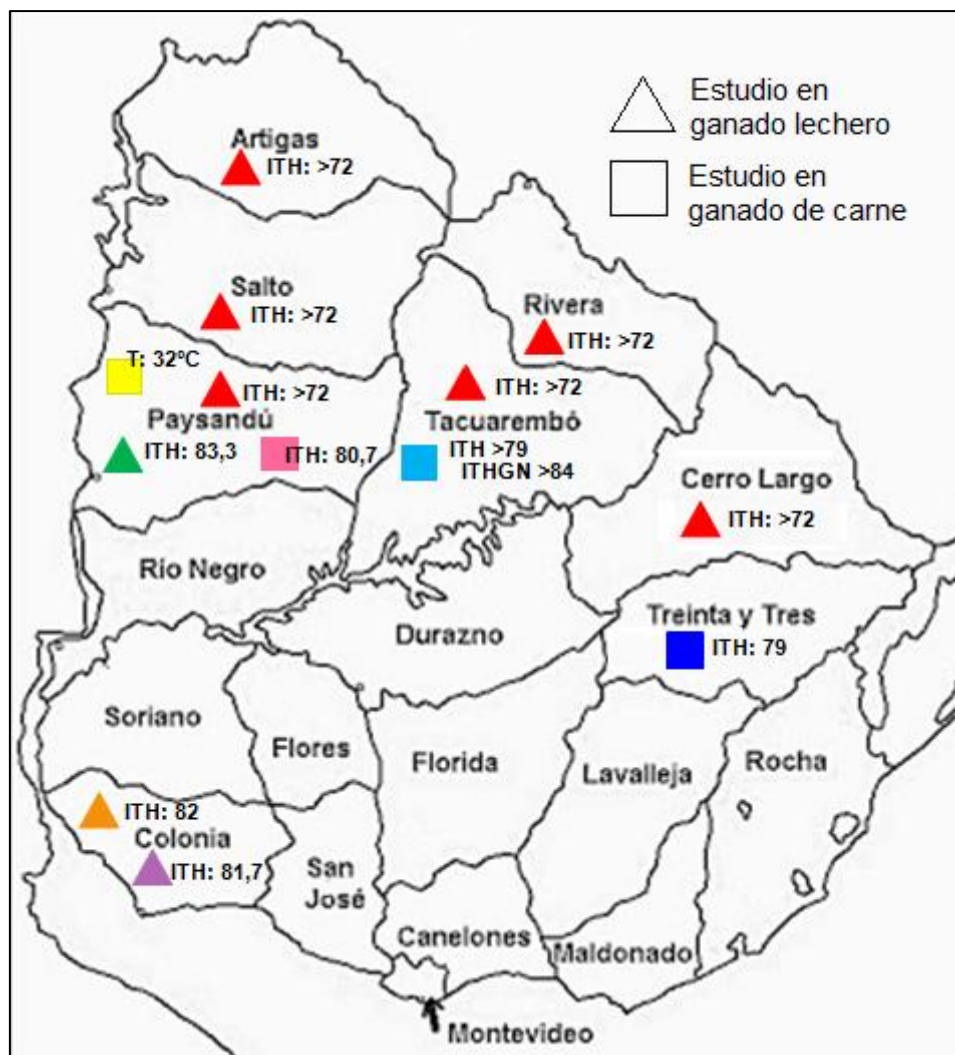 Estudio en
ganado lechero
Estudio en
ganado de carne
Artigas
ITH: >72
Salto
ITH: >72
Rivera
ITH: >72
T: 32ºC
ITH: >72
Paysandú
ITH: 83,3
ITH: 80,7
ITH: >72
Tacuarembó
ITH >79
ITHGN >84
Cerro Largo
ITH: >72
Río Negro
Durazno
Treinta y Tres
ITH: 79
Soriano
Flores
Florida
Lavalleja
Rocha
ITH: 82
Colonia
ITH: 81,7
San
José
Canelones
Maldonado
Montevideo